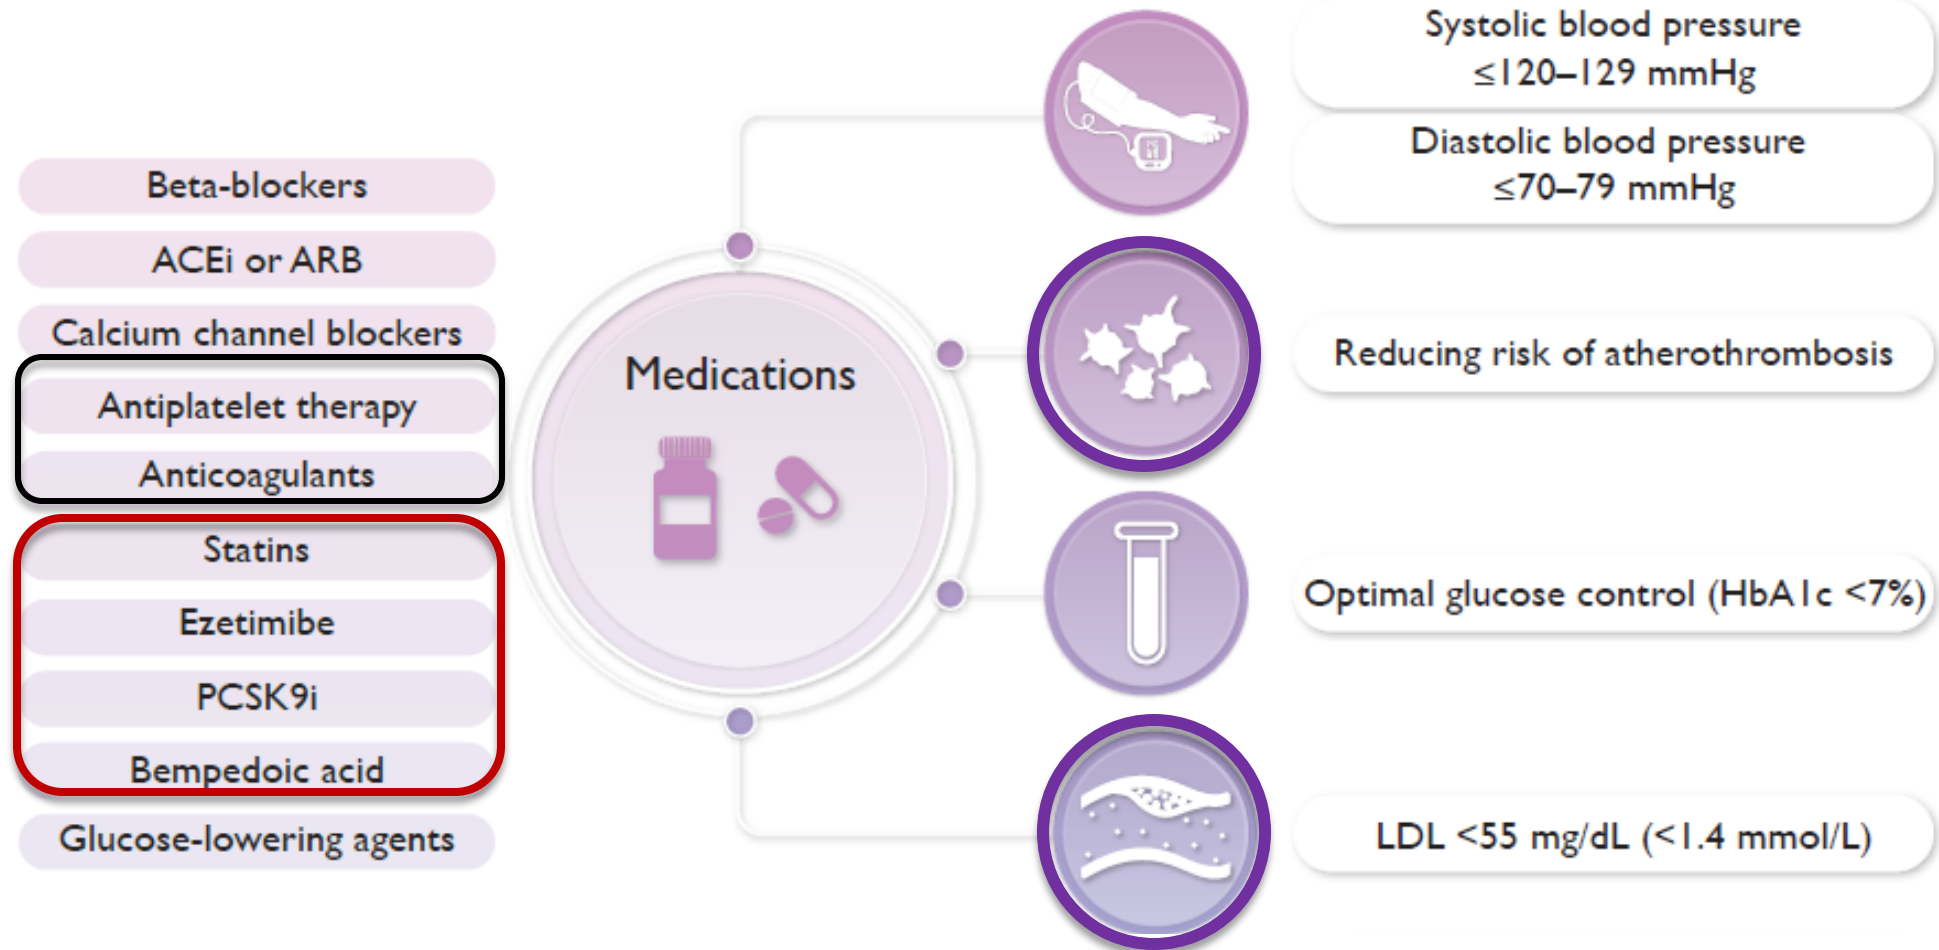 Beta-blockers
ACEi or ARB
Calcium channel blockers
Antiplatelet therapy
Anticoagulants
Statins
Ezetimibe
PCSK9i
Bempedoic acid
Glucose-lowering agents
Medications
Systolic blood pressure
≤120–129 mmHg
Diastolic blood pressure
≤70–79 mmHg
Reducing risk of atherothrombosis
Optimal glucose control (HbA1c <7%)
LDL <55 mg/dL (<1.4 mmol/L)